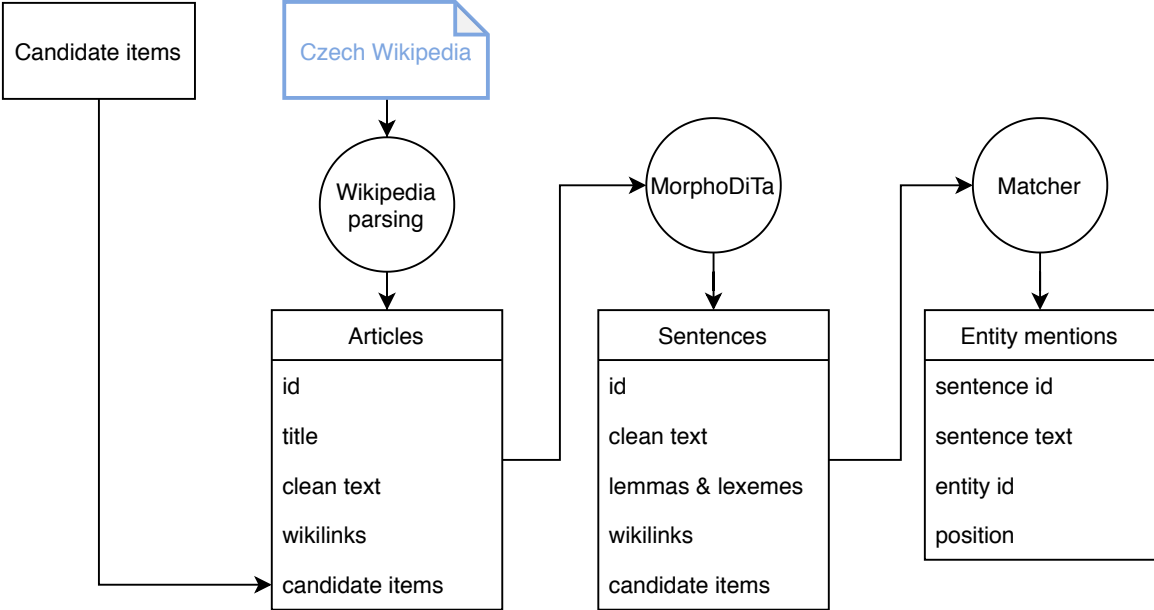 Candidate items
Czech Wikipedia
Wikipedia
parsing
MorphoDiTa
Matcher
Articles
id
title
clean text
wikilinks
candidate items
Sentences
id
clean text
lemmas & lexemes
wikilinks
candidate items
Entity mentions
sentence id
sentence text
entity id
position